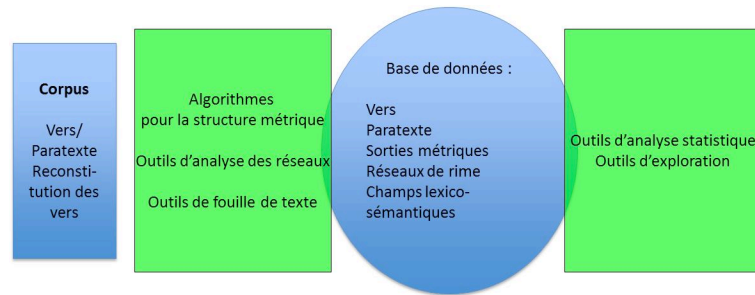 Corpus
Vers/
Paratexte
Reconsti-
tution des
vers
Algorithmes
pour la structure métrique
Outils d'analyse des réseaux
Outils de fouille de texte
Base de données :
Vers
Paratexte
Sorties métriques
Réseaux de rime
Champs lexico-
sémantiques
Outils d'analyse statistique
Outils d'exploration